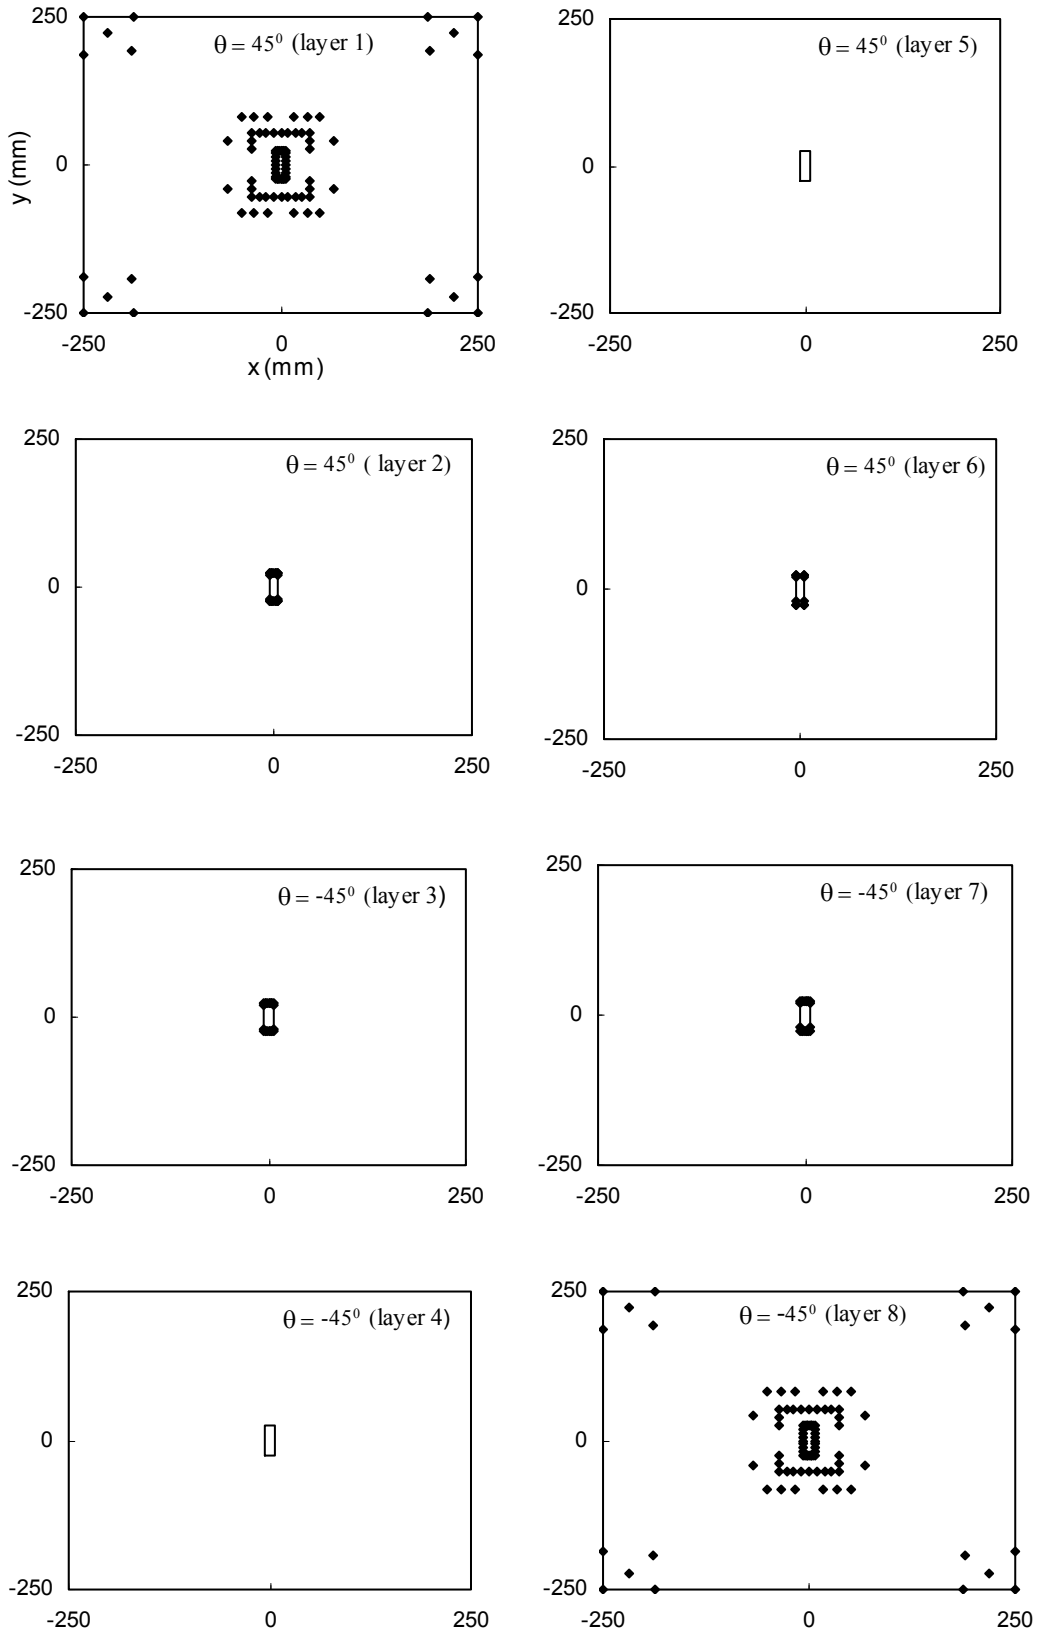 250
θ = 45⁰ (layer 1)
y (mm)
0
-250
-250 0 250
x (mm)
250
θ = 45⁰ (layer 5)
0
-250
-250 0 250
250
θ = 45⁰ ( layer 2)
0
-250
-250 0 250
250
θ = 45⁰ (layer 6)
0
-250
-250 0 250
250
θ = -45⁰ (layer 3)
0
-250
-250 0 250
250
θ = -45⁰ (layer 7)
0
-250
-250 0 250
250
θ = -45⁰ (layer 4)
0
-250
-250 0 250
250
θ = -45⁰ (layer 8)
0
-250
-250 0 250